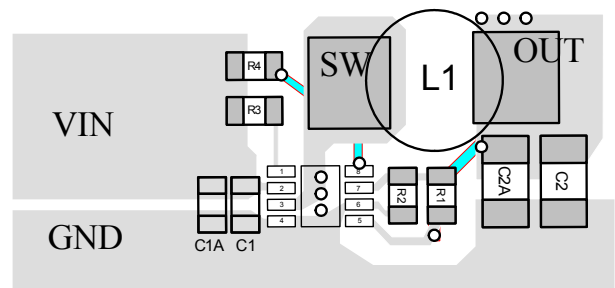 R4
SW
L1
OUT
R3
VIN
1 8
2 7
3 6
4 5
R2
R1
C2A
C2
GND
C1A C1